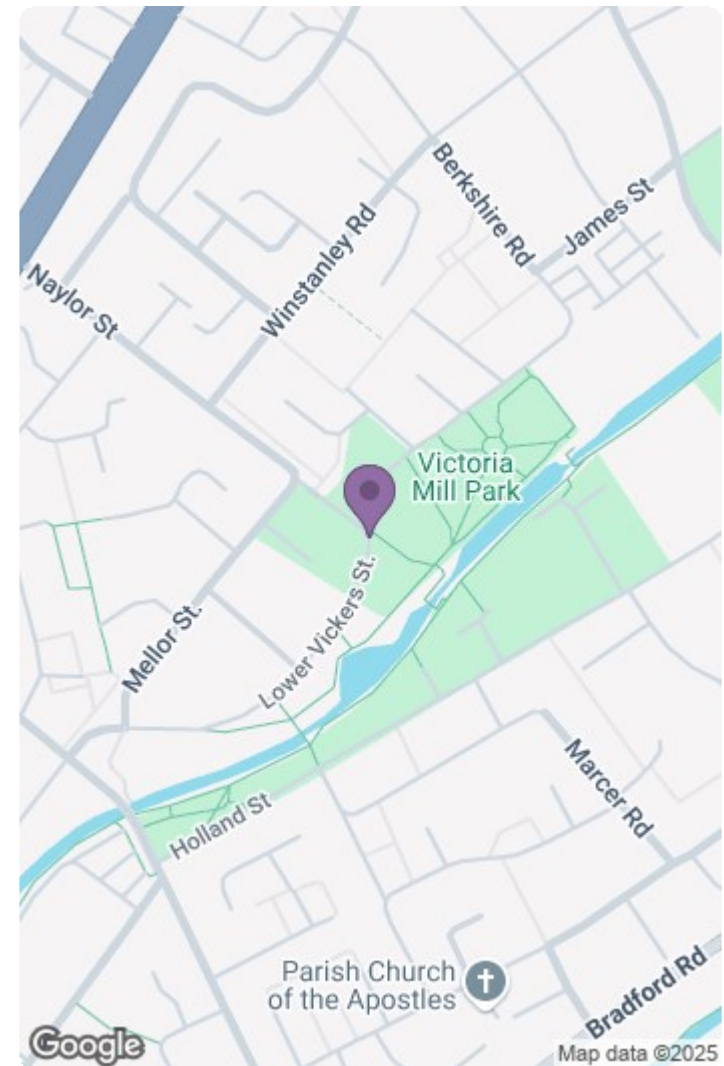 Berkshire Rd
James St
Winstanley Rd
Naylor St
Victoria
Mill Park
Lower Vickers St.
Mellor St.
Marcer Rd
Holland St
Parish Church
of the Apostles
Bradford Rd
Google
Map data ©2025